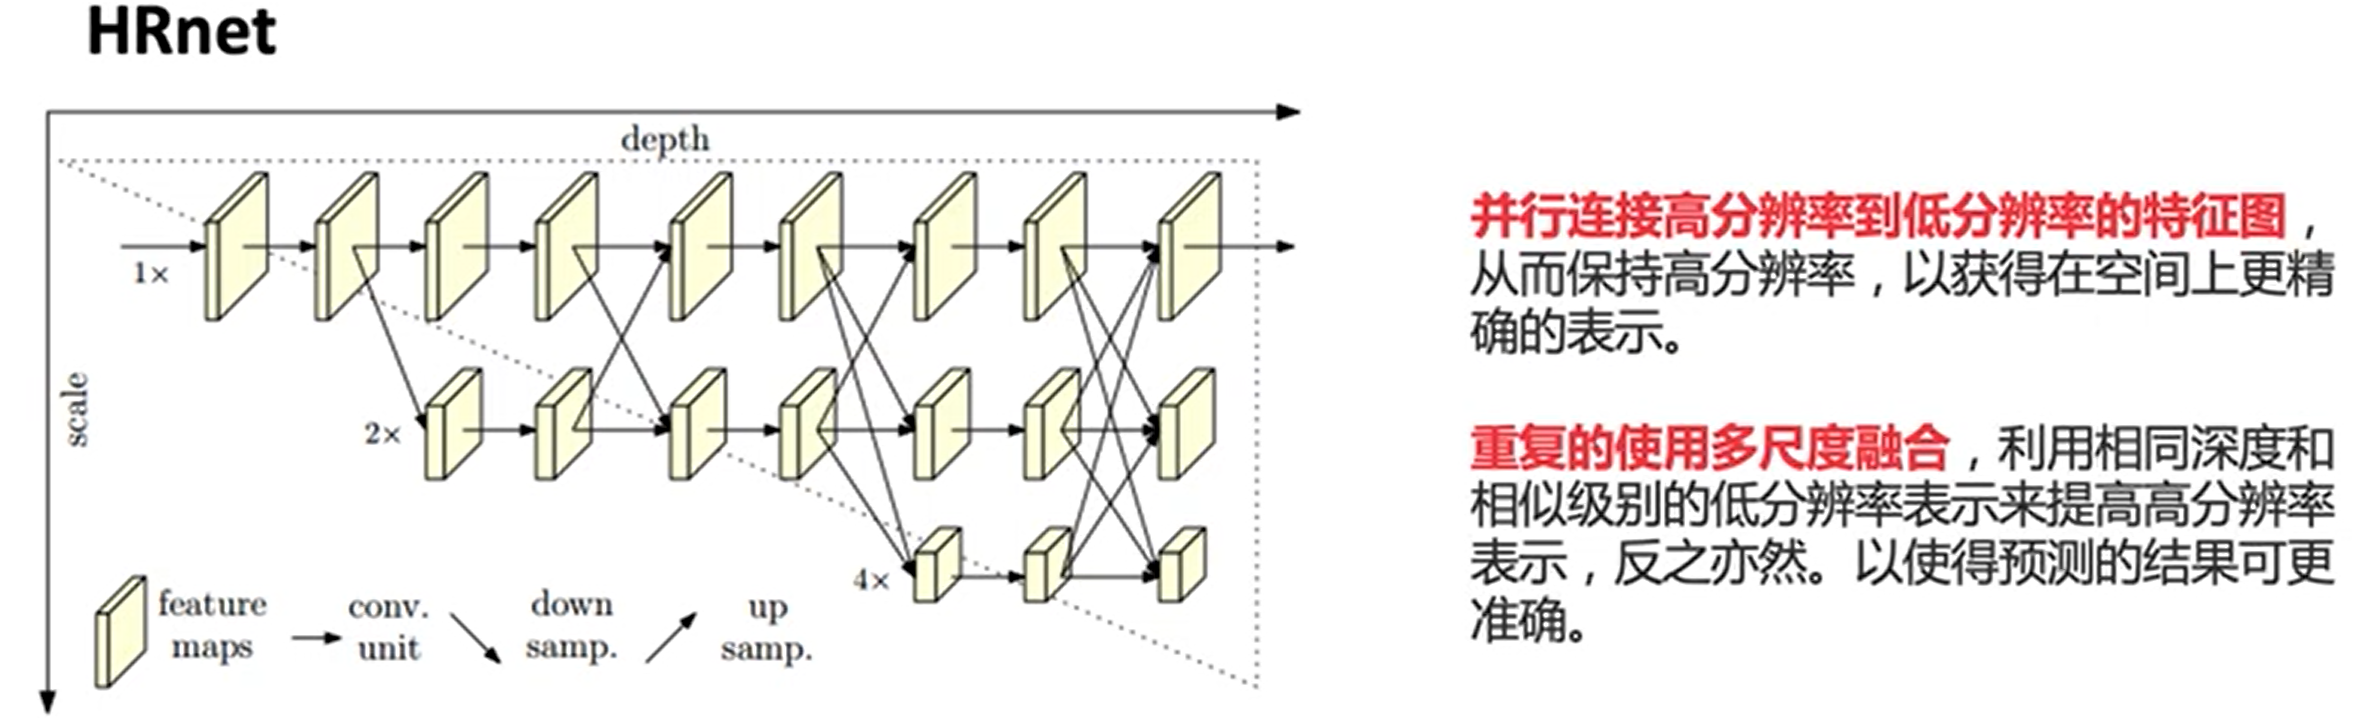 HRnet
depth
scale
1×
2×
4×
feature
maps
conv.
unit
down
samp.
up
samp.
并行连接高分辨率到低分辨率的特征图，
从而保持高分辨率，以获得在空间上更精
确的表示。
重复的使用多尺度融合，利用相同深度和
相似级别的低分辨率表示来提高高分辨率
表示，反之亦然。以使得预测的结果可更
准确。